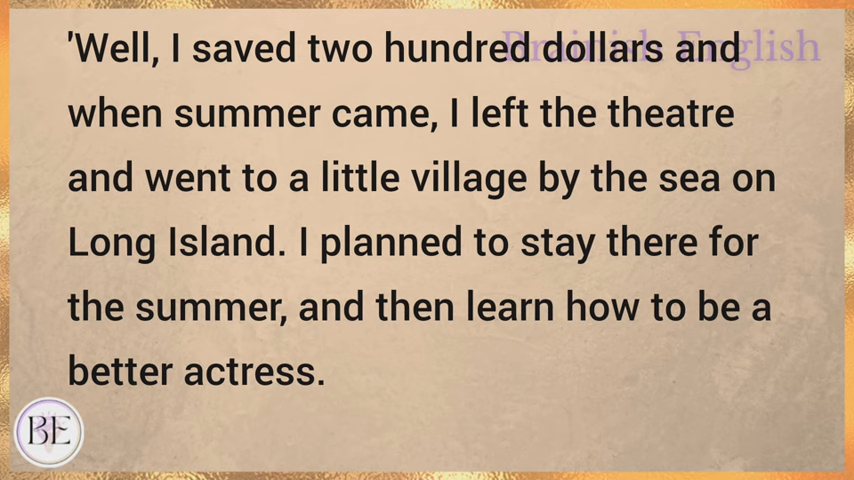 Brainish English
'Well, I saved two hundred dollars and
when summer came, I left the theatre
and went to a little village by the sea on
Long Island. I planned to stay there for
the summer, and then learn how to be a
better actress.
BE